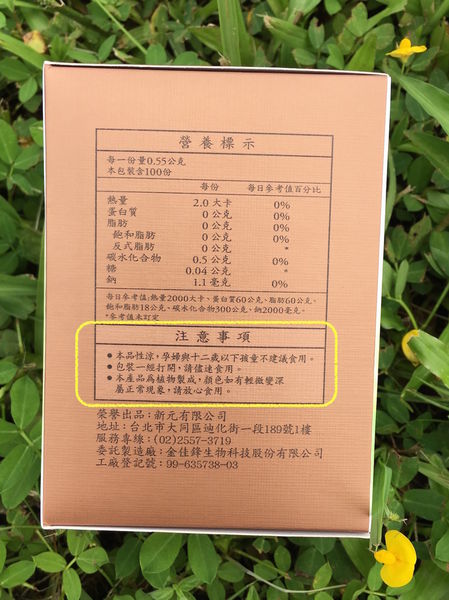 營養標示
每一份量0.55公克
本包裝含100份
每份 每日參考值百分比
熱量 2.0 大卡 0%
蛋白質 0 公克 0%
脂肪 0 公克 0%
飽和脂肪 0 公克 0%
反式脂肪 0 公克 *
碳水化合物 0.5 公克 0%
糖 0.04 公克 *
鈉 1.1 毫克 0%
每日參考值:熱量2000大卡、蛋白質60公克、脂肪60公克、
飽和脂肪18公克、碳水化合物300公克、鈉2000毫克。
*參考值未訂定
注意事項
●本品性涼,孕婦與十二歲以下孩童不建議食用。
●包裝一經打開,請儘速食用。
●本產品為植物製成,顏色如有輕微變深
屬正常現象,請放心食用。
榮譽出品:新元有限公司
地址:台北市大同區迪化街一段189號1樓
服務專線:(02)2557-3719
委託製造廠:金佳鋒生物科技股份有限公司
工廠登記號:99-635738-03